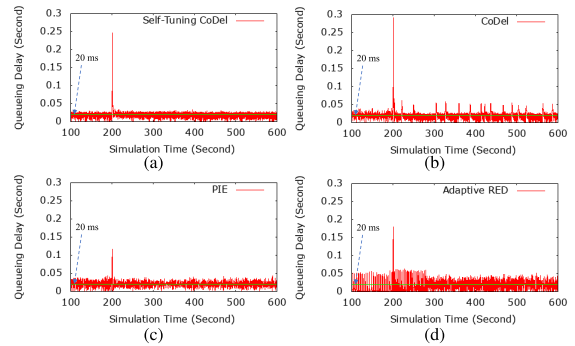 0.3
0.25
0.2
0.15
0.1
0.05
0
Queueing Delay (Second)
Self-Tuning CoDel
20 ms
100 200 300 400 500 600
Simulation Time (Second)
(a)
0.3
0.25
0.2
0.15
0.1
0.05
0
Queueing Delay (Second)
CoDel
20 ms
100 200 300 400 500 600
Simulation Time (Second)
(b)
0.3
0.25
0.2
0.15
0.1
0.05
0
Queueing Delay (Second)
PIE
20 ms
100 200 300 400 500 600
Simulation Time (Second)
(c)
0.3
0.25
0.2
0.15
0.1
0.05
0
Queueing Delay (Second)
Adaptive RED
20 ms
100 200 300 400 500 600
Simulation Time (Second)
(d)